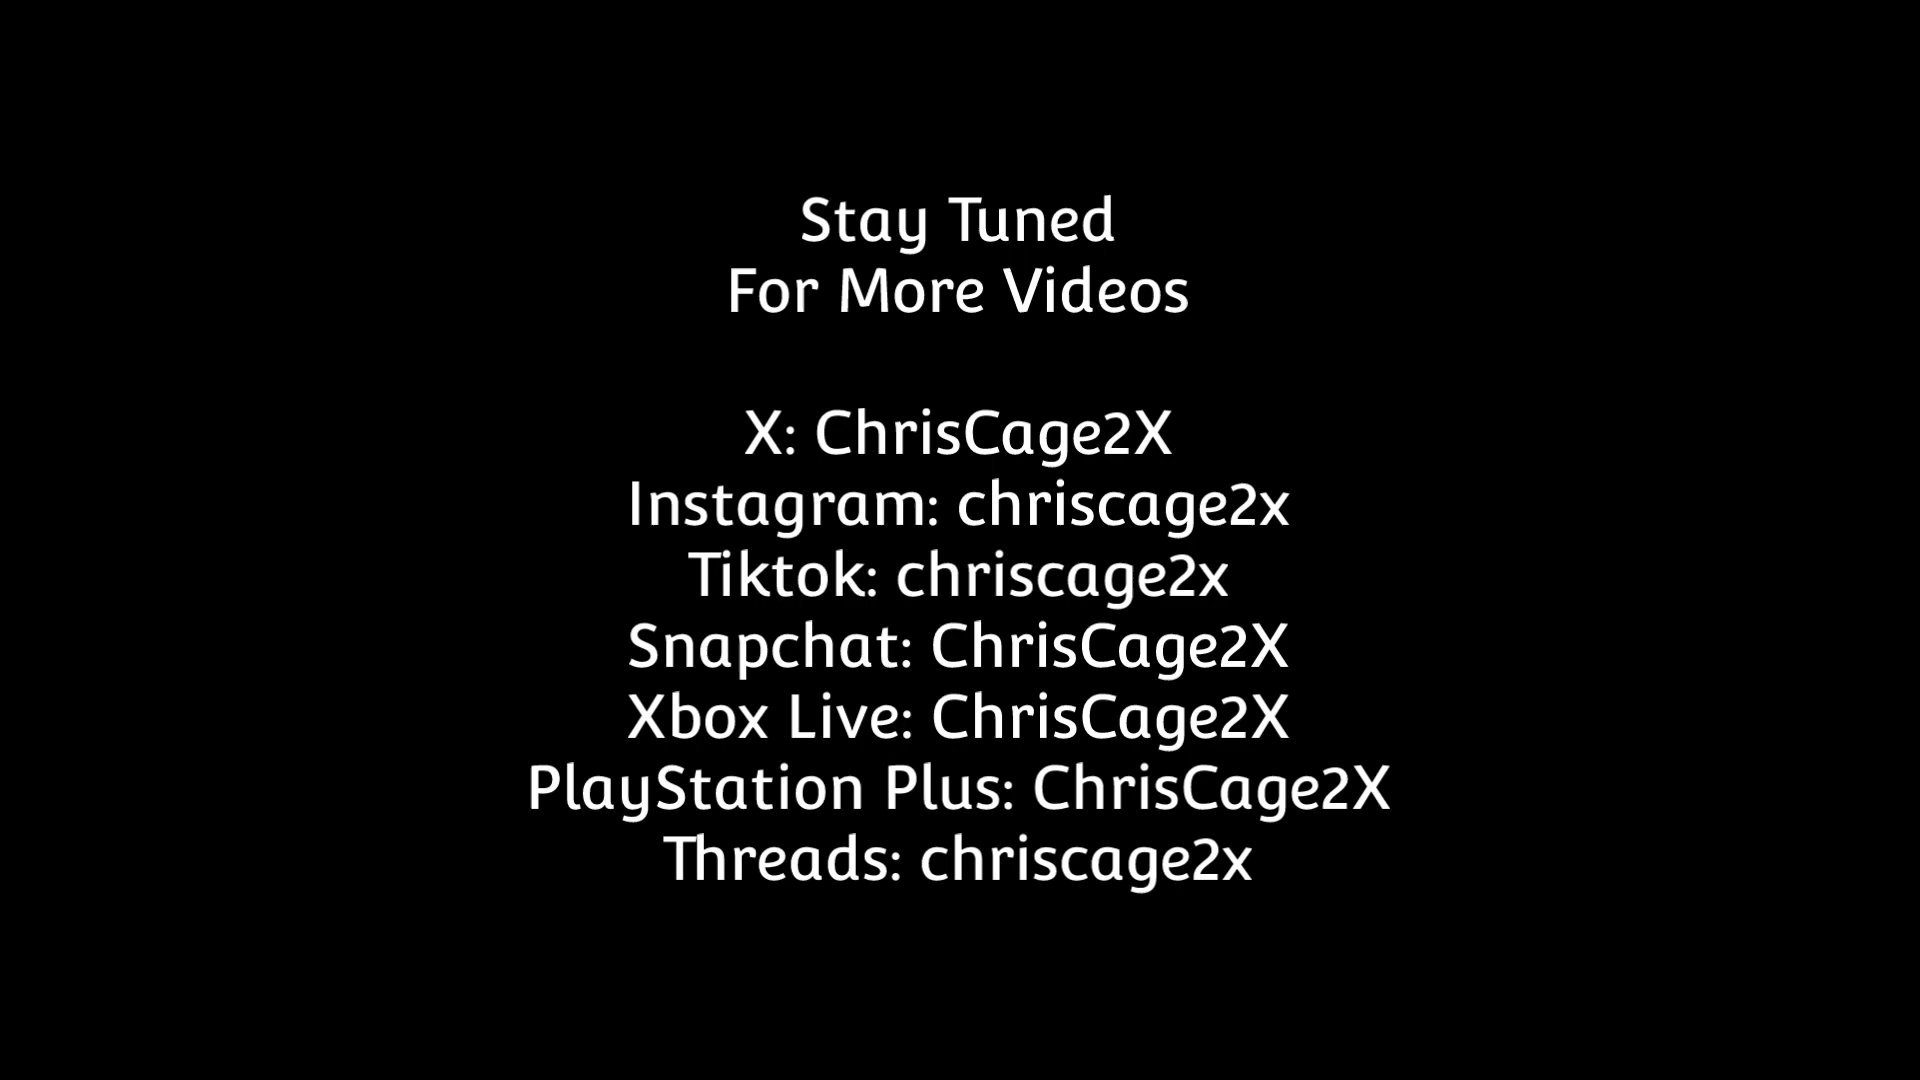 Stay Tuned
For More Videos
X: ChrisCage2X
Instagram: chriscage2x
Tiktok: chriscage2x
Snapchat: ChrisCage2X
Xbox Live: ChrisCage2X
PlayStation Plus: ChrisCage2X
Threads: chriscage2x